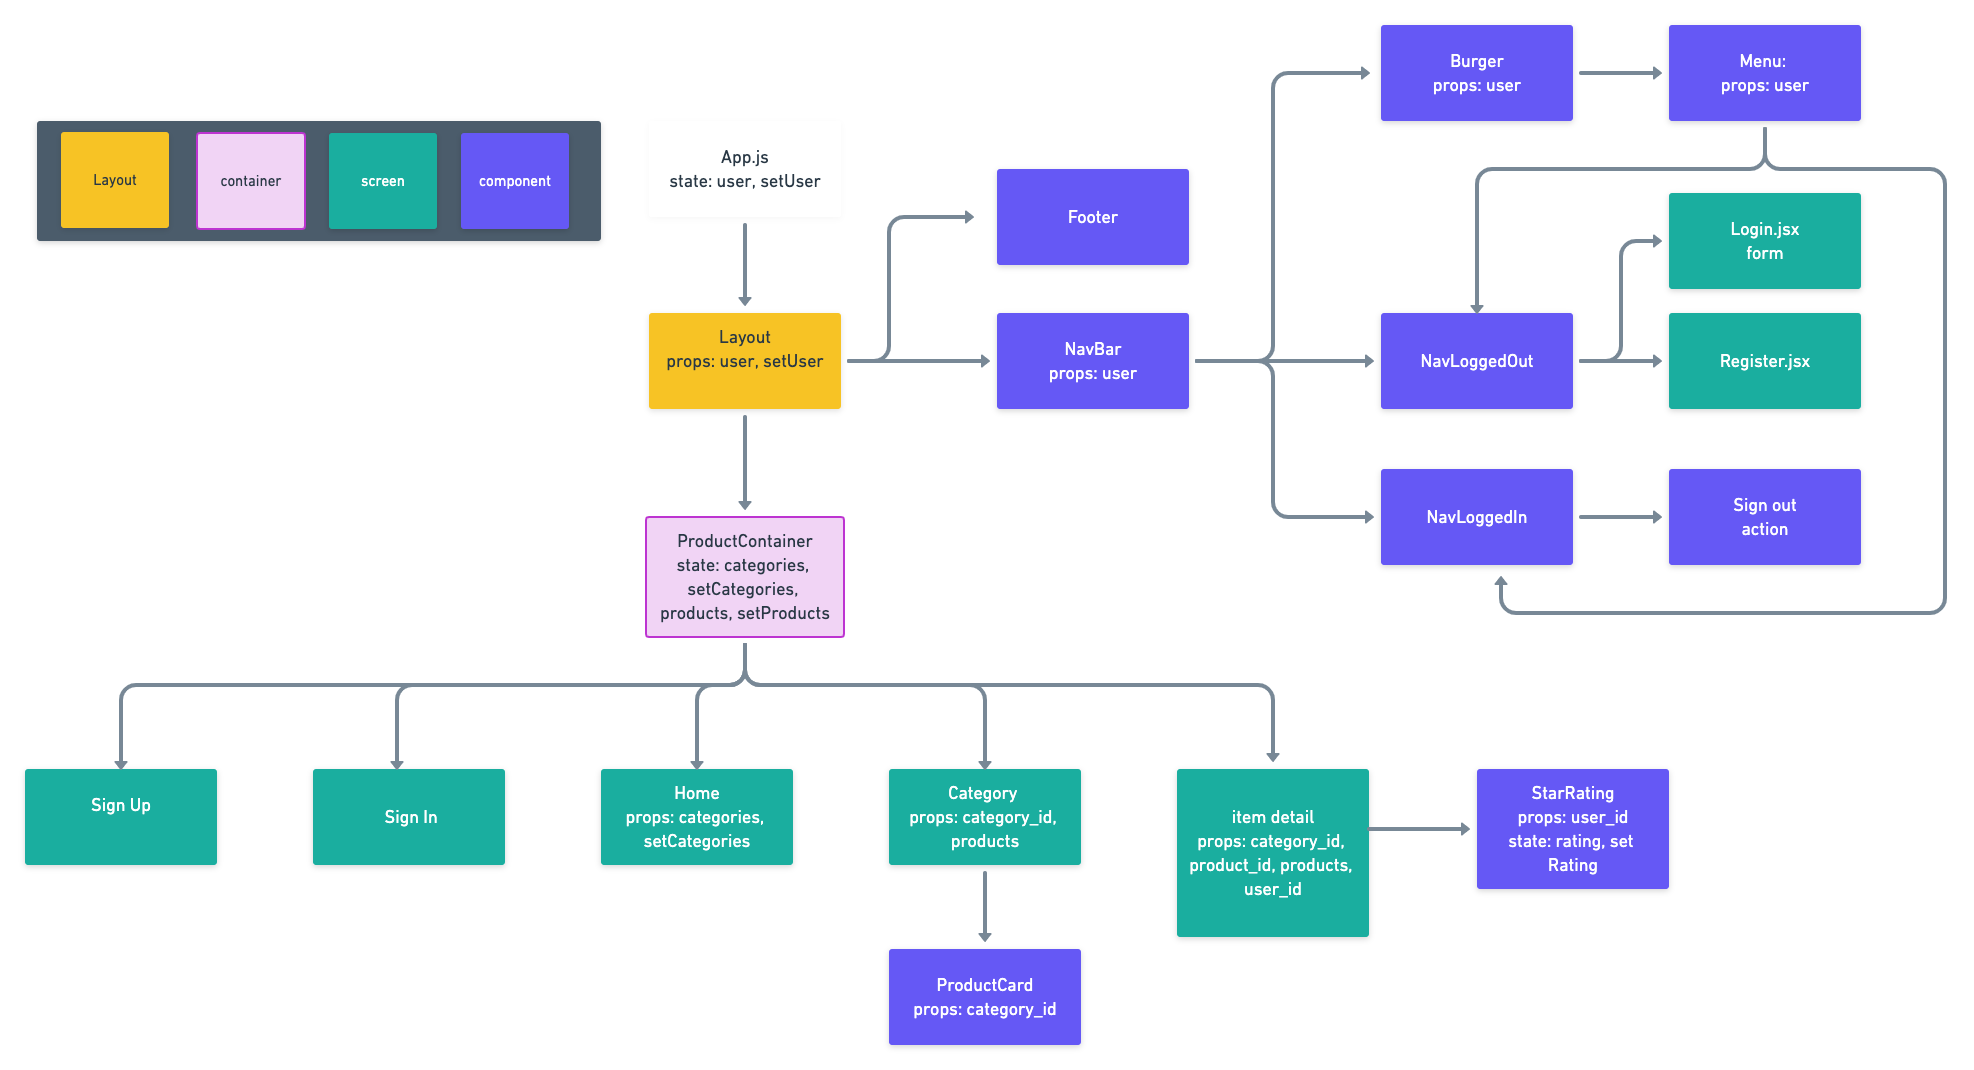 Layout
container
screen
component
App.js
state: user, setUser
Layout
props: user, setUser
Footer
NavBar
props: user
Burger
props: user
Menu:
props: user
Login.jsx
form
NavLoggedOut
Register.jsx
NavLoggedIn
Sign out
action
ProductContainer
state: categories,
setCategories,
products, setProducts
Sign Up
Sign In
Home
props: categories,
setCategories
Category
props: category_id,
products
item detail
props: category_id,
product_id, products,
user_id
StarRating
props: user_id
state: rating, set
Rating
ProductCard
props: category_id